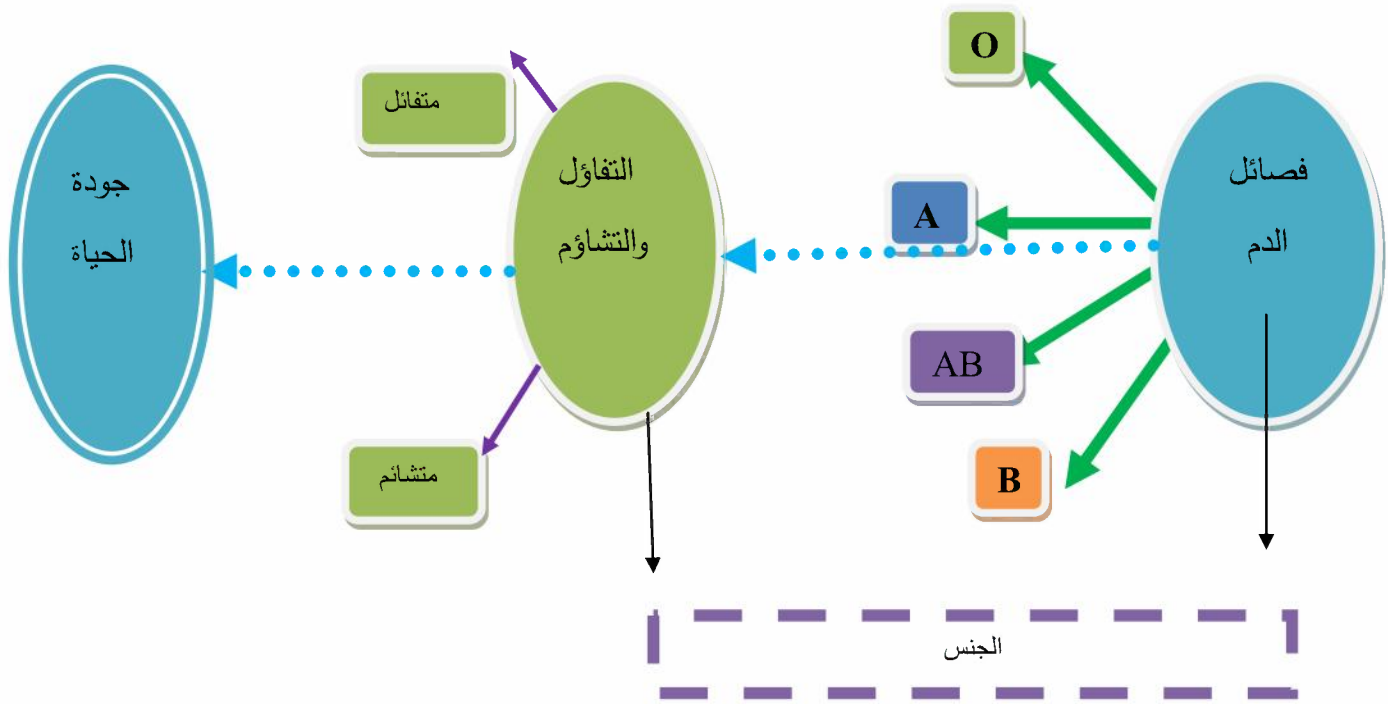 فصائل
الدم
O
A
AB
B
التفاؤل
والتشاؤم
متفائل
متشائم
جودة
الحياة
الجنس